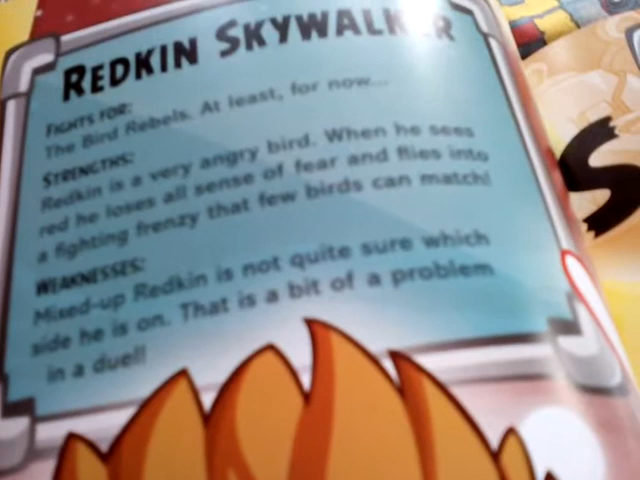 REDKIN SKYWALKER
FIGHTS FOR:
The Bird Rebels. At least, for now...
STRENGTHS:
Redkin is a very angry bird. When he sees
red he loses all sense of fear and flies into
a fighting frenzy that few birds can match!
WEAKNESSES:
Mixed-up Redkin is not quite sure which
side he is on. That is a bit of a problem
in a duel!
S